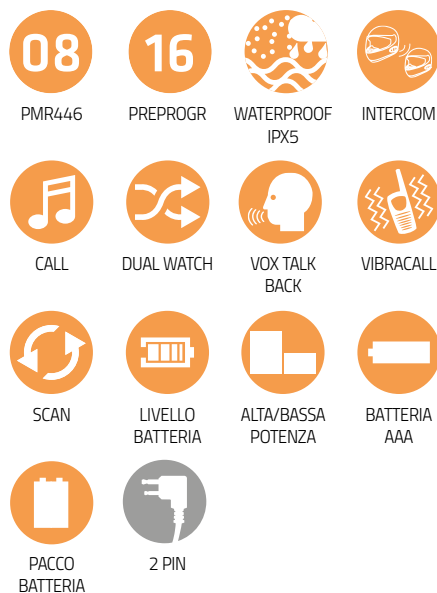 08
16
PMR446
PREPROGR
WATERPROOF
IPX5
INTERCOM
CALL
DUAL WATCH
VOX TALK
BACK
VIBRACALL
SCAN
LIVELLO
BATTERIA
ALTA/BASSA
POTENZA
BATTERIA
AAA
PACCO
BATTERIA
2 PIN